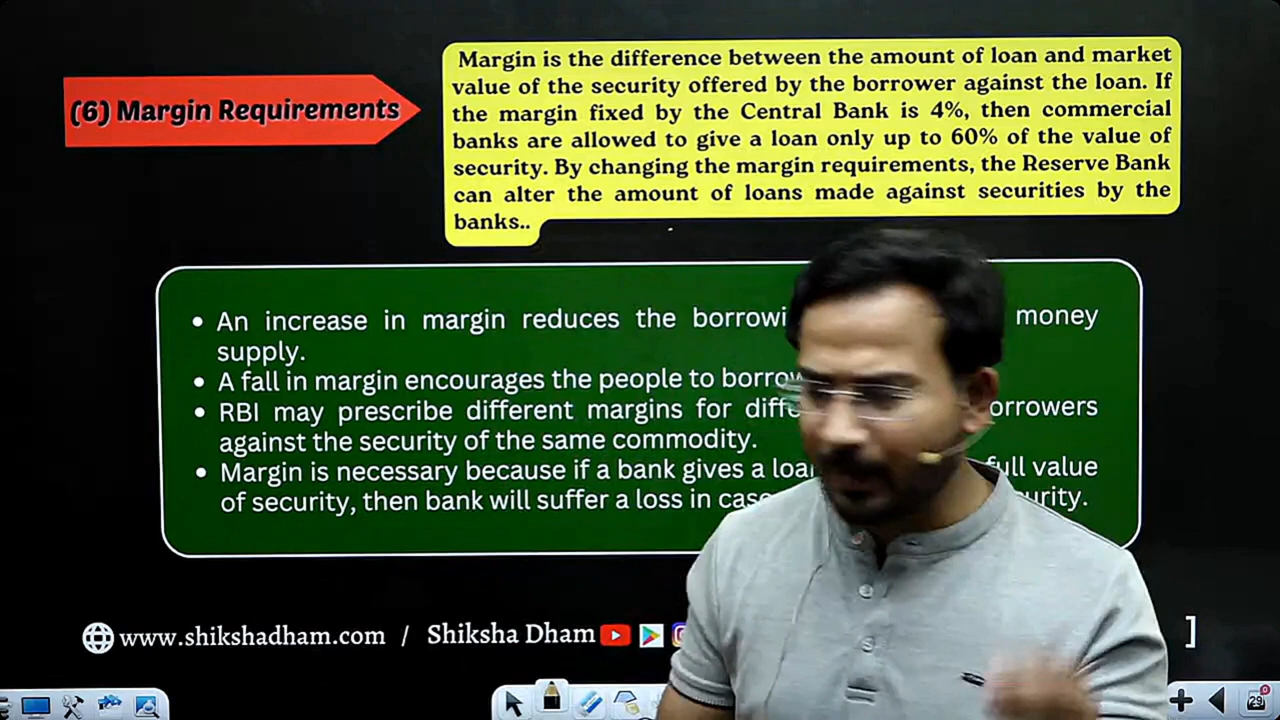 (6) Margin Requirements
Margin is the difference between the amount of loan and market
value of the security offered by the borrower against the loan. If
the margin fixed by the Central Bank is 4%, then commercial
banks are allowed to give a loan only up to 60% of the value of
security. By changing the margin requirements, the Reserve Bank
can alter the amount of loans made against securities by the
banks..
• An increase in margin reduces the money
supply.
• A fall in margin encourages the people to
• RBI may prescribe different margins for
against the security of the same commodity.
• Margin is necessary because if a bank gives a full value
of security, then bank will suffer a loss in
www.shikshadham.com / Shiksha Dham ]
29
0